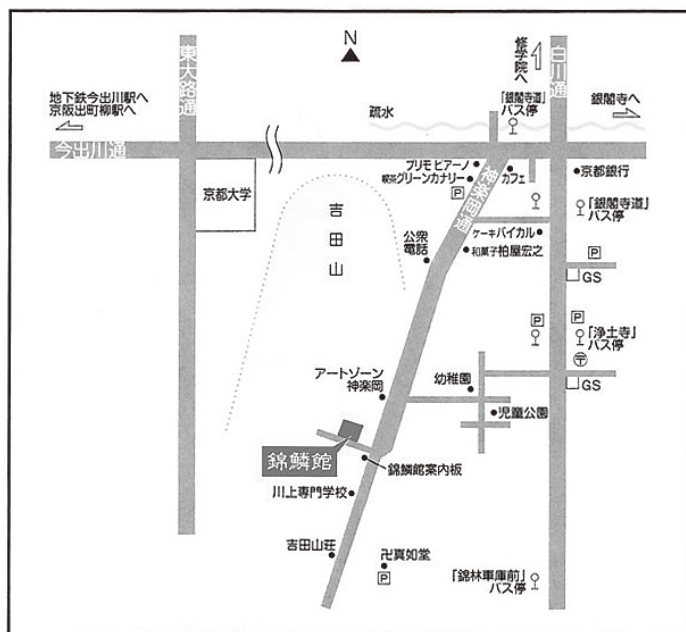 N
東大路通
修学院へ
白川通
地下鉄今出川駅へ
京阪出町柳駅へ
疏水
「銀閣寺道」
バス停
銀閣寺へ
今出川通
プリモ ピアーノ
喫茶グリーンカナリー
P
カフェ
京都銀行
京都大学
神楽岡通
「銀閣寺道」
バス停
吉田山
公衆
電話
ケーキ バイカル
和菓子 柏屋宏之
P
GS
P
P
「浄土寺」
バス停
〒
アートゾーン
神楽岡
幼稚園
GS
児童公園
錦鱗館
錦鱗館案内板
川上専門学校
吉田山荘
卍真如堂
P
「錦林車庫前」
バス停